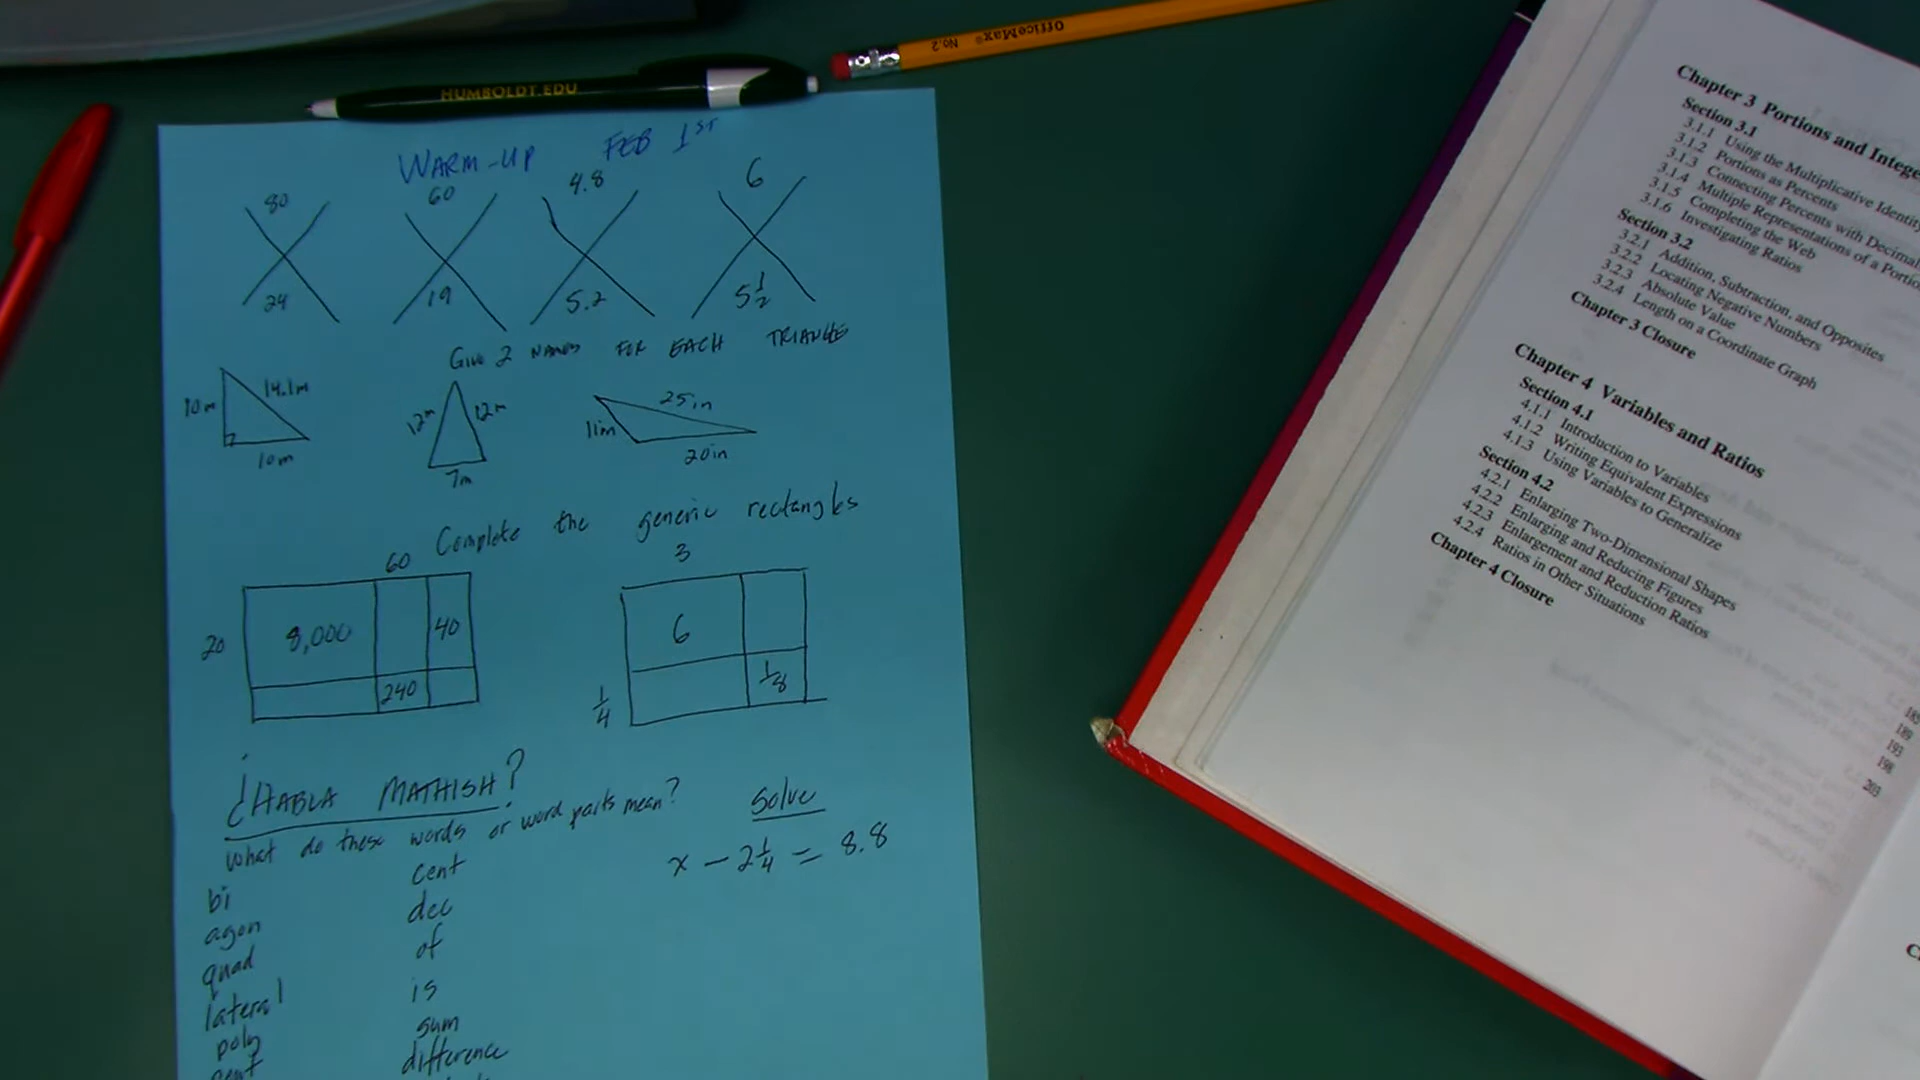 OfficeMax® No.2
HUMBOLDT.EDU
WARM-UP FEB 1ST
80 60 4.8 6
24 19 5.2 5 1/2
GIVE 2 NAMES FOR EACH TRIANGLE
10m 14.1m 10m
12m 12m 7m
25in 11in 20in
Complete the generic rectangles
60
20 8,000 40
240
3
6
1/4 1/8
¿HABLA MATHISH?
What do these words or word parts mean?
bi
agon
quad
lateral
poly
cent
dec
of
is
sum
difference
Solve
x - 2 1/4 = 8.8
Chapter 3 Portions and
Section 3.1
3.1.1 Using the Multiplicative Identity
3.1.2 Portions as Percents
3.1.3 Connecting Percents with
3.1.4 Multiple Representations of a
3.1.5 Completing the Web
3.1.6 Investigating Ratios
Section 3.2
3.2.1 Addition, Subtraction, and Opposites
3.2.2 Locating Negative Numbers
3.2.3 Absolute Value
3.2.4 Length on a Coordinate Graph
Chapter 3 Closure
Chapter 4 Variables and Ratios
Section 4.1
4.1.1 Introduction to Variables
4.1.2 Writing Equivalent Expressions
4.1.3 Using Variables to Generalize
Section 4.2
4.2.1 Enlarging Two-Dimensional Shapes
4.2.2 Enlarging and Reducing Figures
4.2.3 Enlargement and Reduction Ratios
4.2.4 Ratios in Other Situations
Chapter 4 Closure
185
189
193
198
203